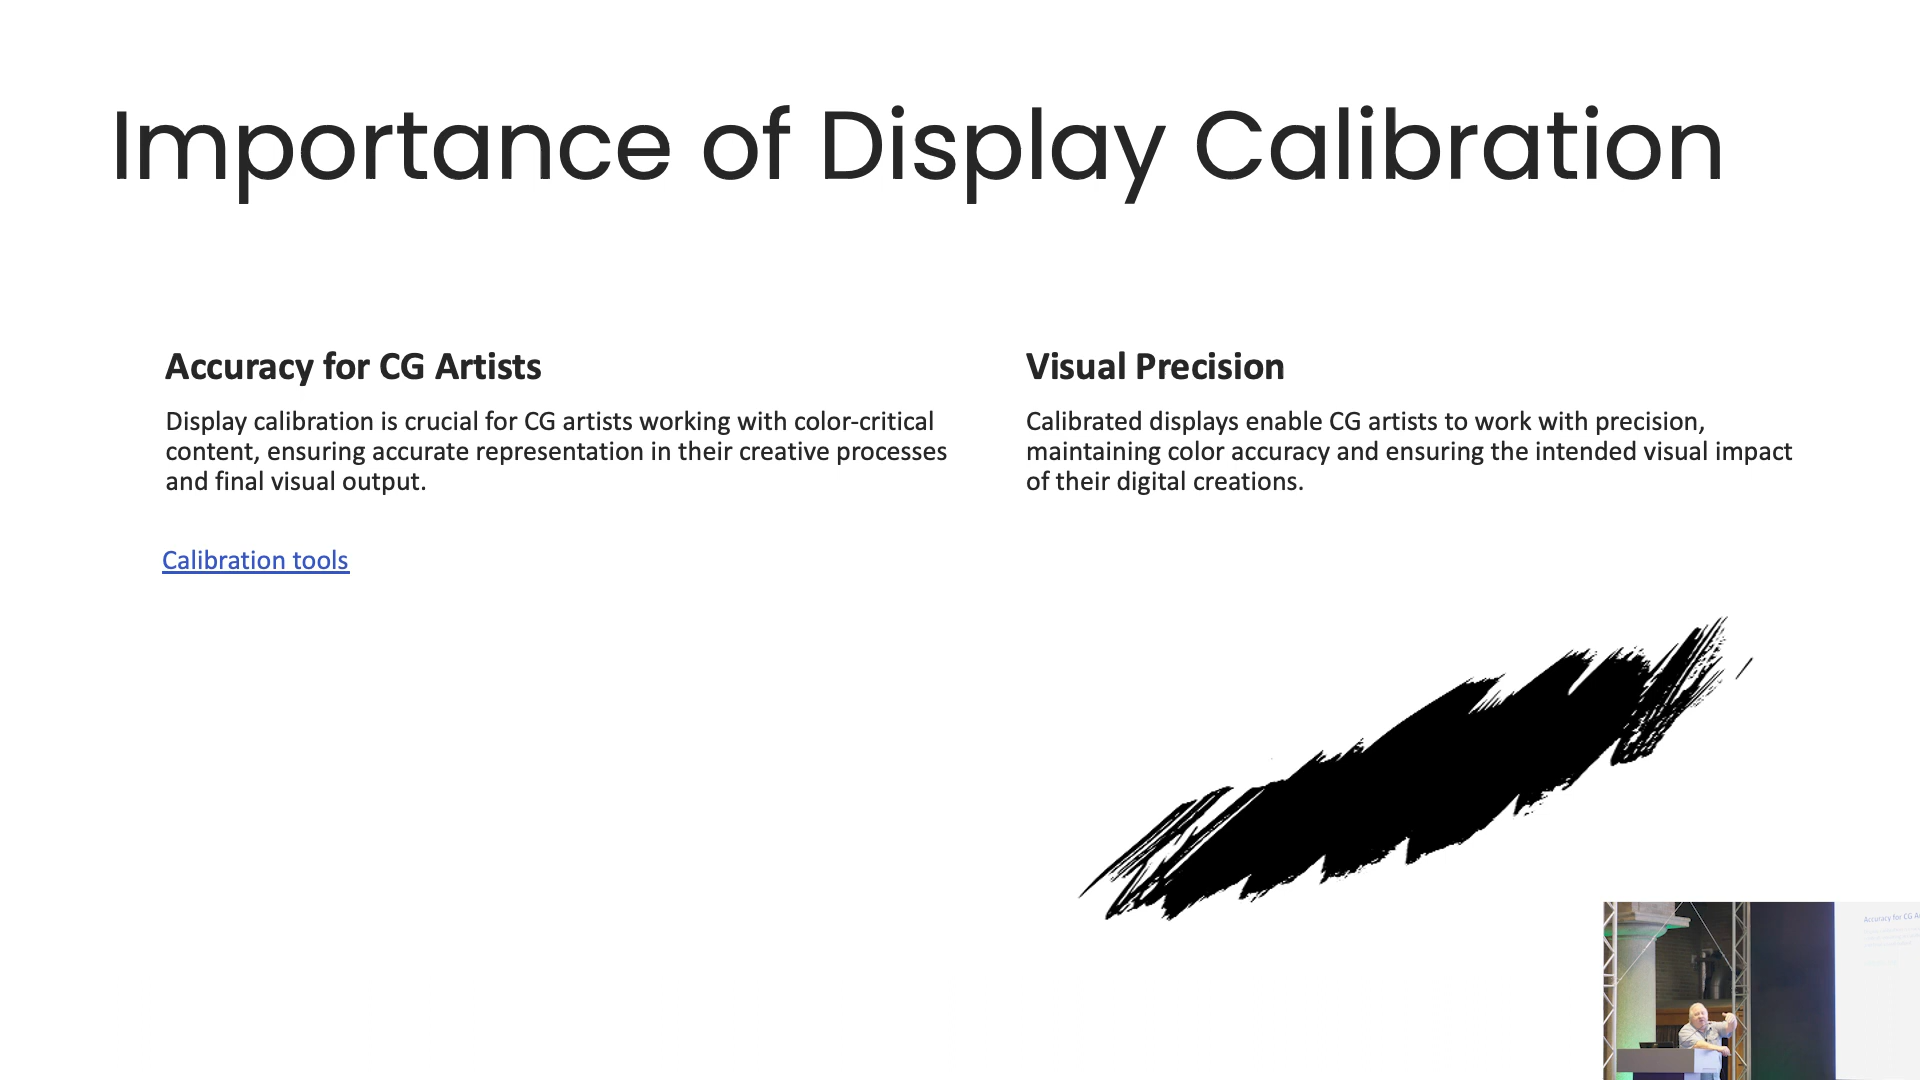 Importance of Display Calibration
Accuracy for CG Artists
Display calibration is crucial for CG artists working with color-critical
content, ensuring accurate representation in their creative processes
and final visual output.
Calibration tools
Visual Precision
Calibrated displays enable CG artists to work with precision,
maintaining color accuracy and ensuring the intended visual impact
of their digital creations.
Accuracy for CG A